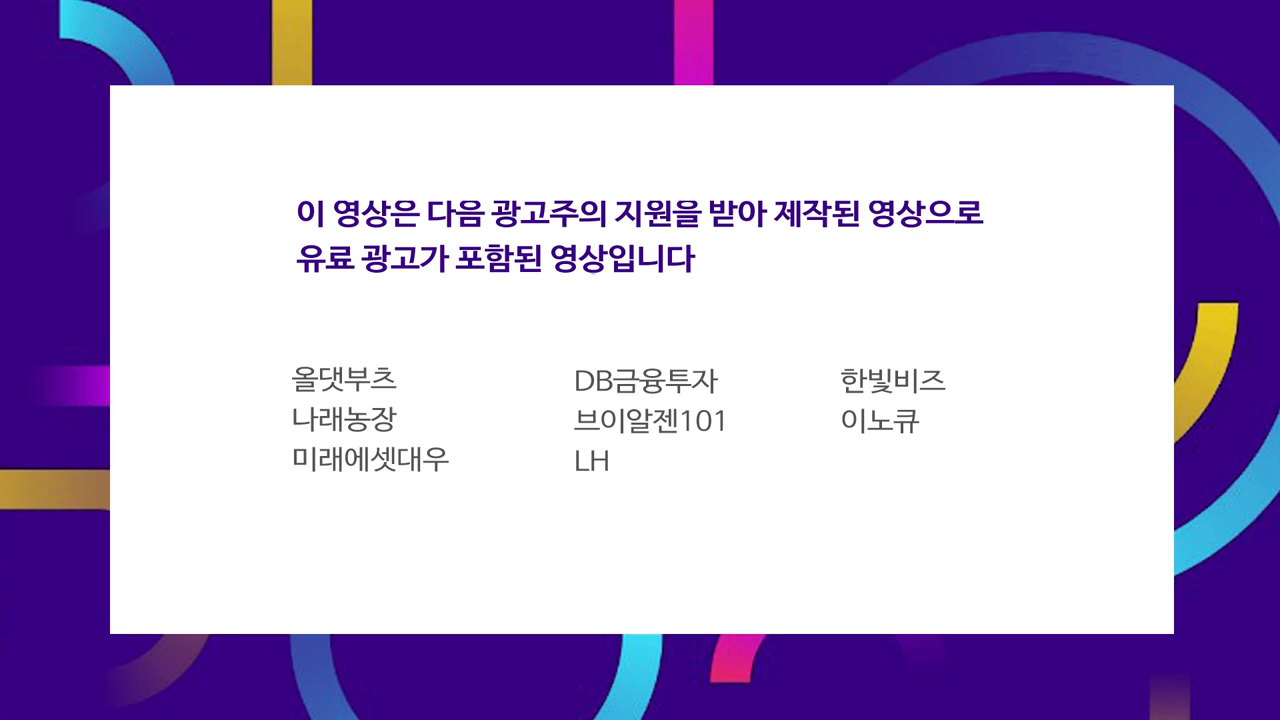 이 영상은 다음 광고주의 지원을 받아 제작된 영상으로
유료 광고가 포함된 영상입니다
올댓부츠
나래농장
미래에셋대우
DB금융투자
브이알젠101
LH
한빛비즈
이노큐